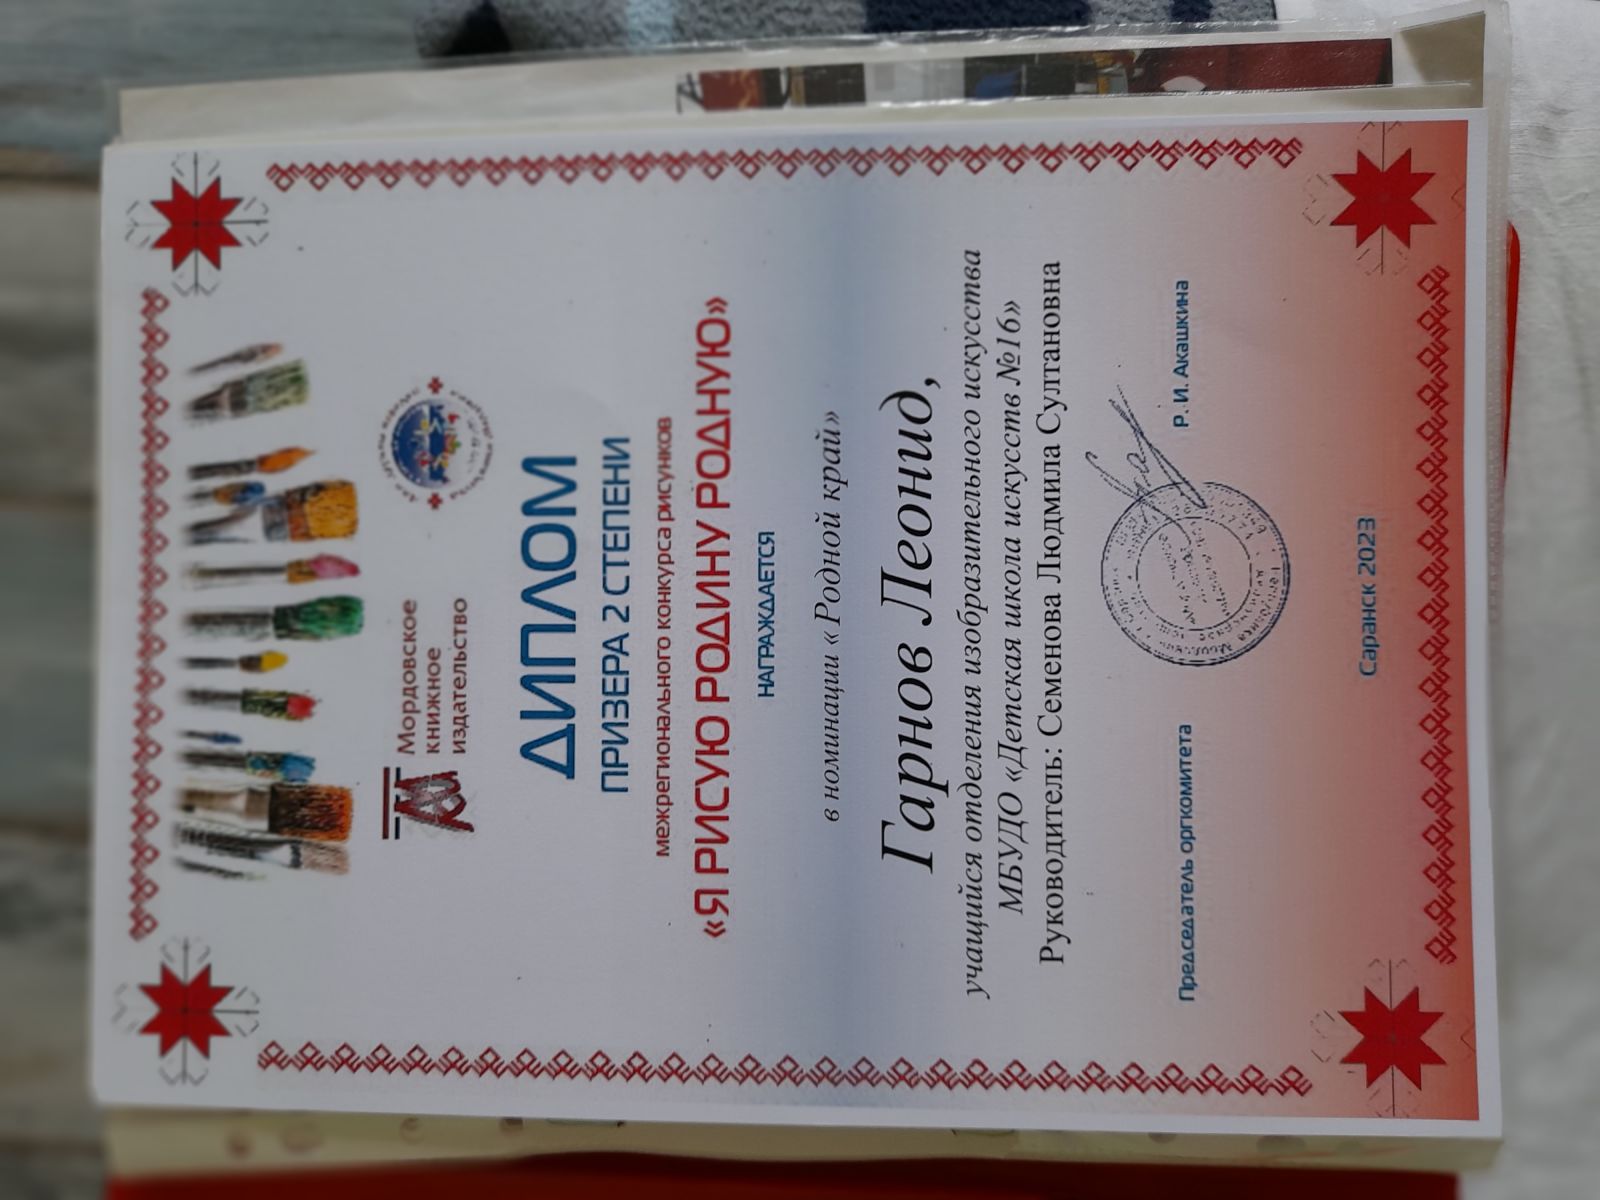 Мордовское
книжное
издательство
ДИПЛОМ
ПРИЗЕРА 2 СТЕПЕНИ
межрегионального конкурса рисунков
«Я РИСУЮ РОДИНУ РОДНУЮ»
НАГРАЖДАЕТСЯ
в номинации «Родной край»
Гарнов Леонид,
учащийся отделения изобразительного искусства
МБУДО «Детская школа искусств №16»
Руководитель: Семенова Людмила Султановна
Председатель оргкомитета
Р. И. Акашкина
Саранск 2023